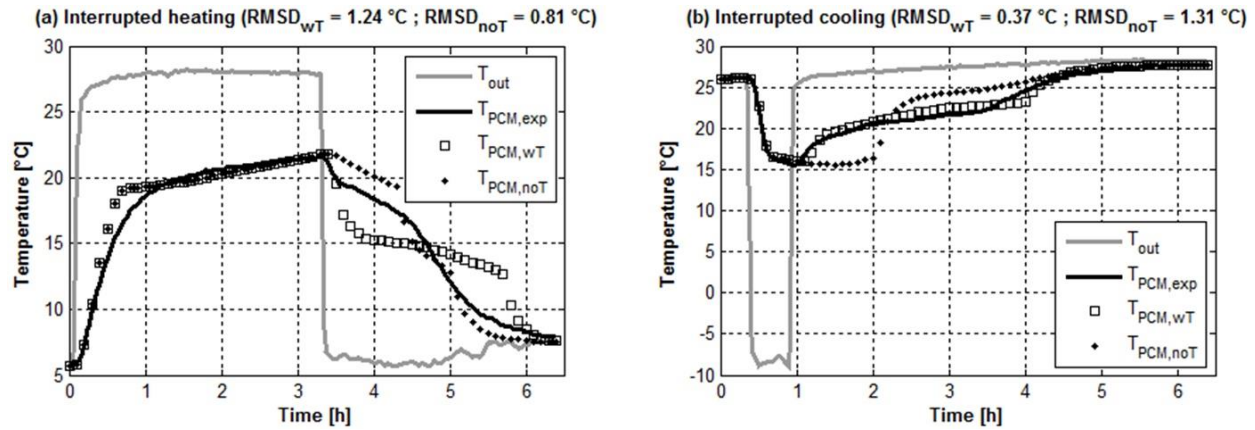 (a) Interrupted heating (RMSD_wT = 1.24 °C ; RMSD_noT = 0.81 °C)
30
25
20
15
10
5
Temperature [°C]
T_out
T_PCM,exp
T_PCM,wT
T_PCM,noT
0 1 2 3 4 5 6
Time [h]
(b) Interrupted cooling (RMSD_wT = 0.37 °C ; RMSD_noT = 1.31 °C)
30
25
20
15
10
5
0
-5
-10
Temperature [°C]
T_out
T_PCM,exp
T_PCM,wT
T_PCM,noT
0 1 2 3 4 5 6
Time [h]